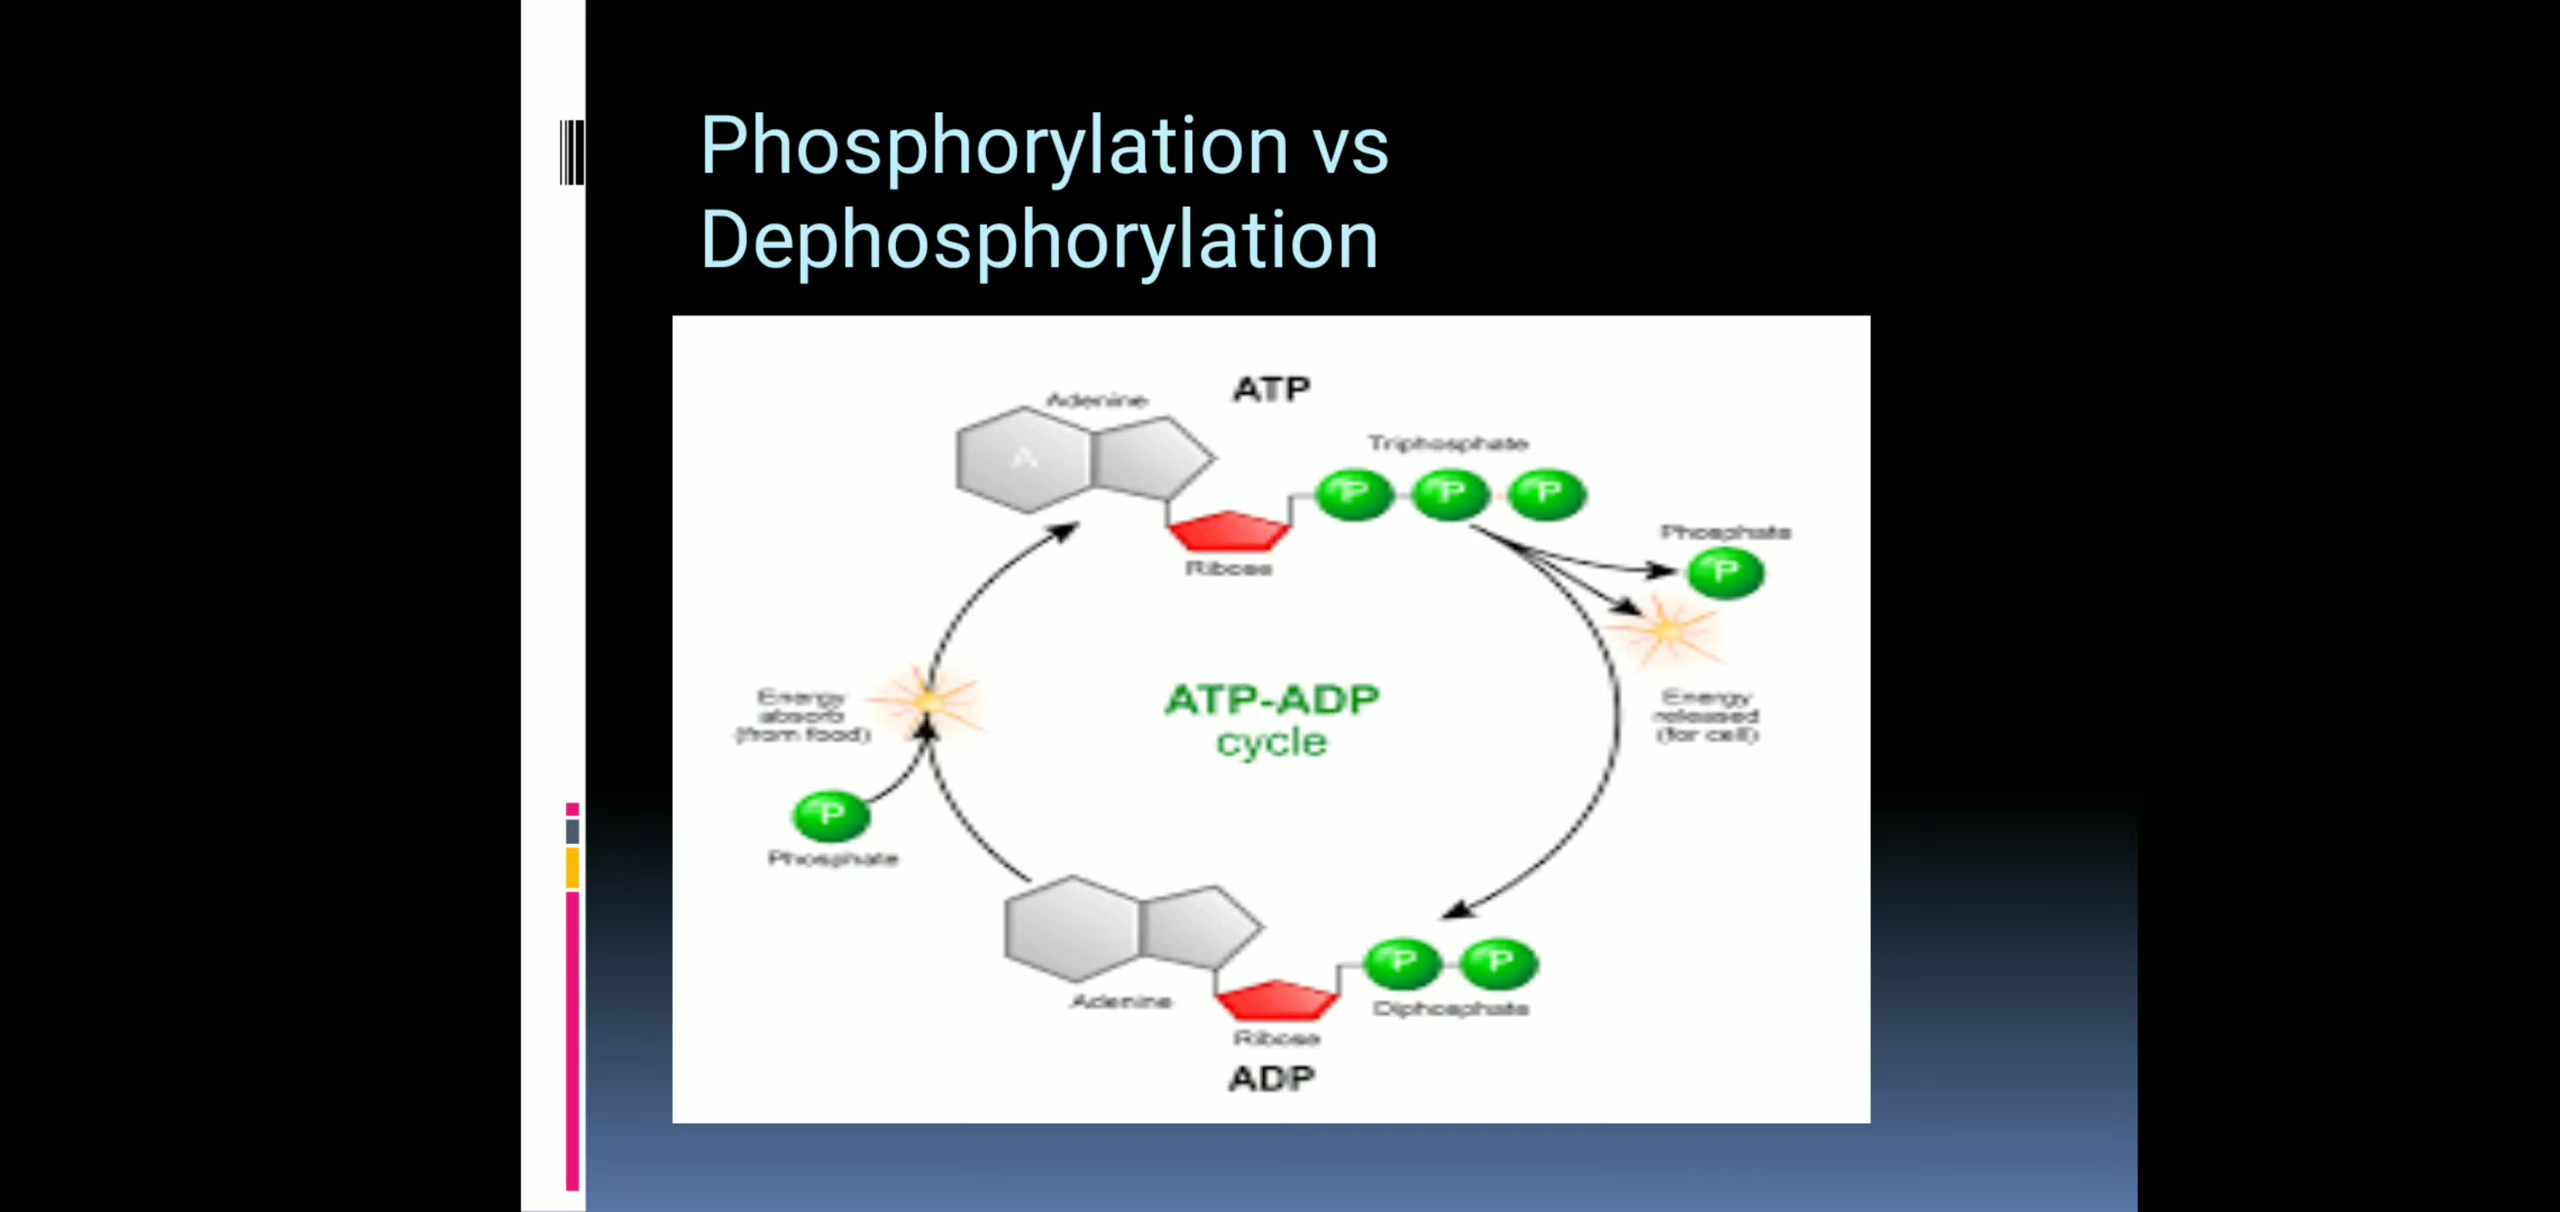 Phosphorylation vs
Dephosphorylation
ATP
Adenine
A
Triphosphate
P P P
Ribose
Phosphate
P
Energy
absorb
(from food)
ATP-ADP
cycle
Energy
released
(for cell)
P
Phosphate
P P
Adenine
Diphosphate
Ribose
ADP